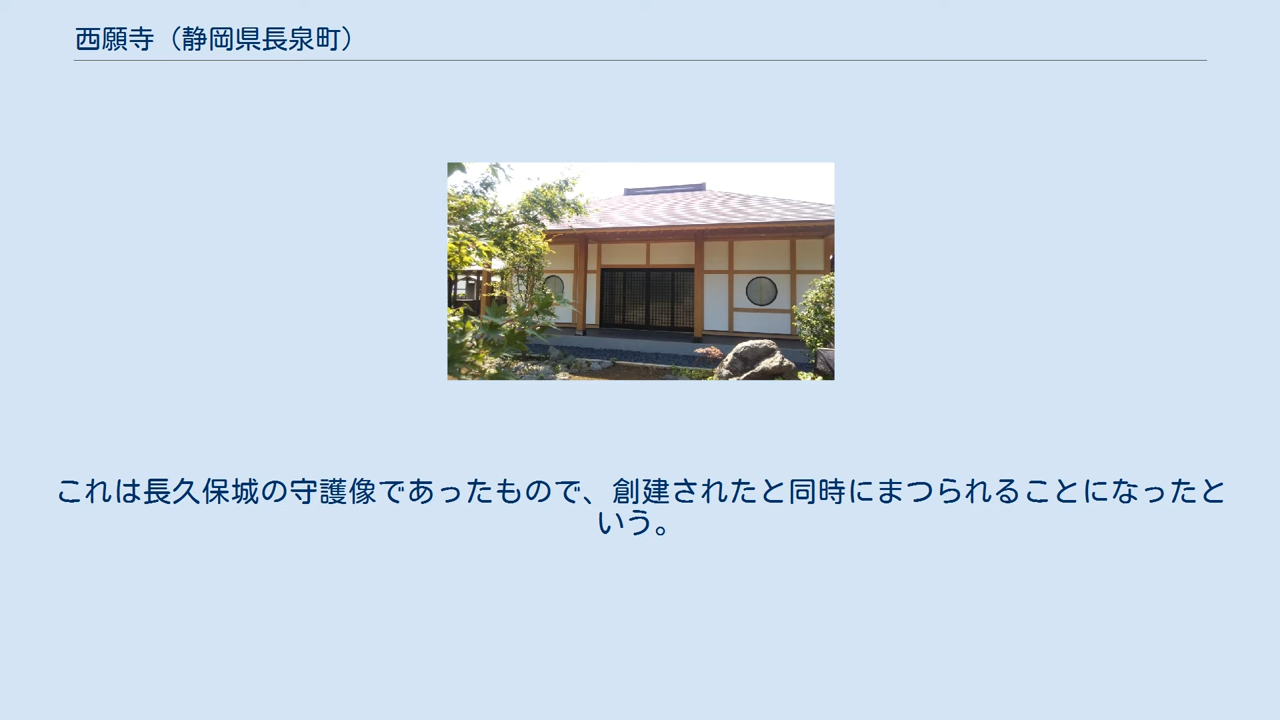 西願寺（静岡県長泉町）
これは長久保城の守護像であったもので、創建されたと同時にまつられることになったと
いう。